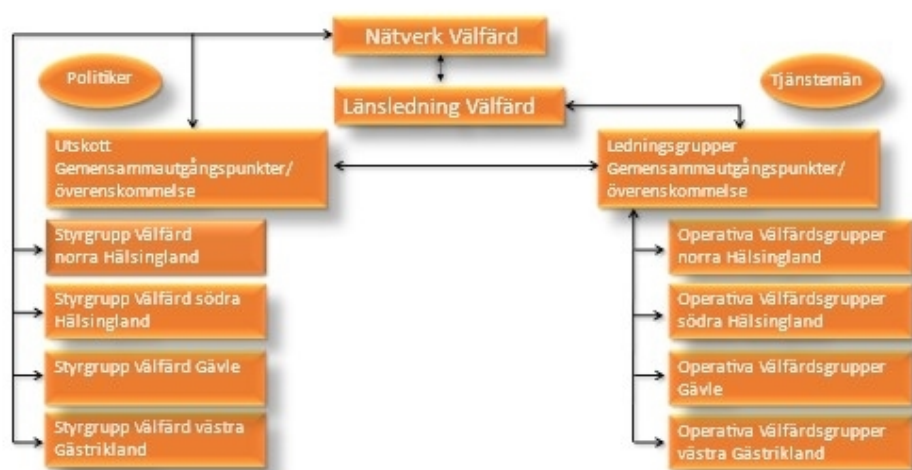 Nätverk Välfärd
Politiker
Tjänstemän
Länsledning Välfärd
Utskott
Gemensammautgångspunkter/
överenskommelse
Ledningsgrupper
Gemensammautgångspunkter/
överenskommelse
Styrgrupp Välfärd
norra Hälsingland
Styrgrupp Välfärd södra
Hälsingland
Styrgrupp Välfärd Gävle
Styrgrupp Välfärd västra
Gästrikland
Operativa Välfärdsgrupper
norra Hälsingland
Operativa Välfärdsgrupper
södra Hälsingland
Operativa Välfärdsgrupper
Gävle
Operativa Välfärdsgrupper
västra Gästrikland